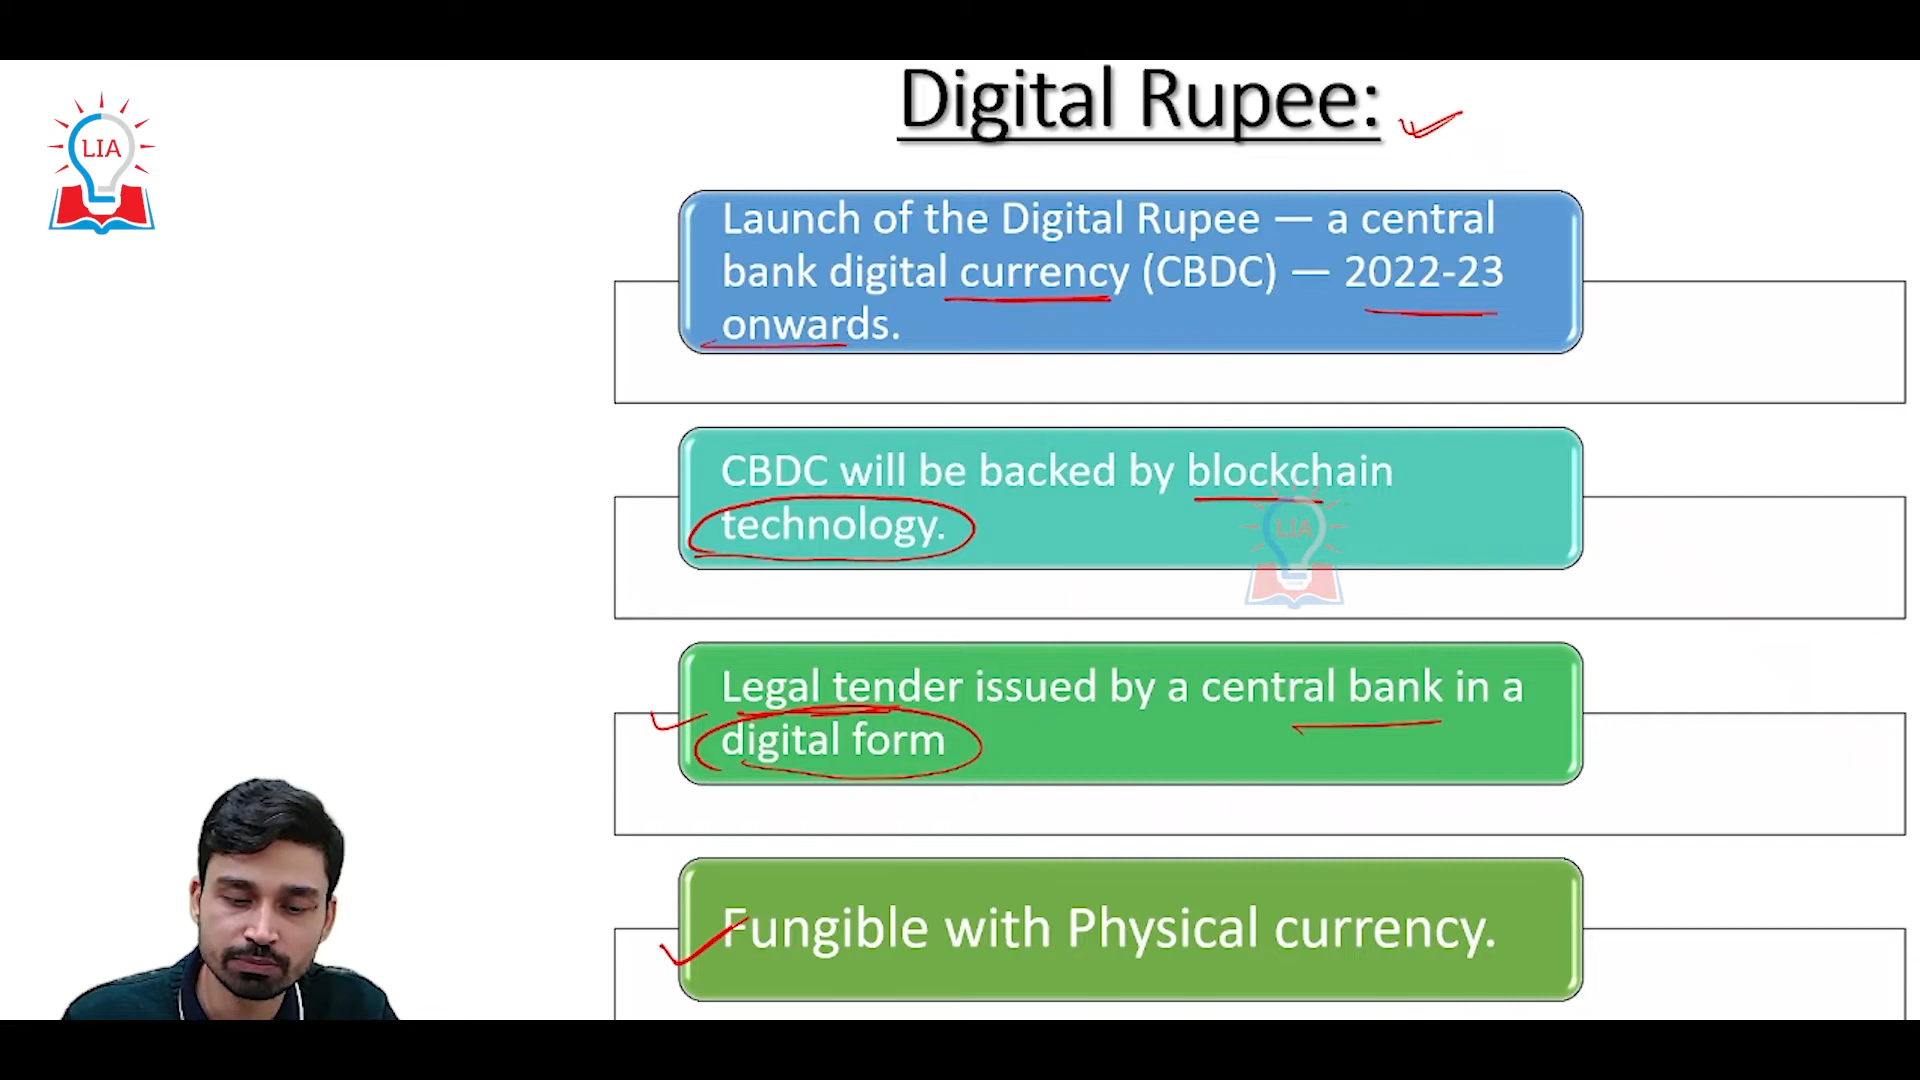 LIA
Digital Rupee:
Launch of the Digital Rupee — a central
bank digital currency (CBDC) — 2022-23
onwards.
CBDC will be backed by blockchain
technology.
LIA
Legal tender issued by a central bank in a
digital form
Fungible with Physical currency.